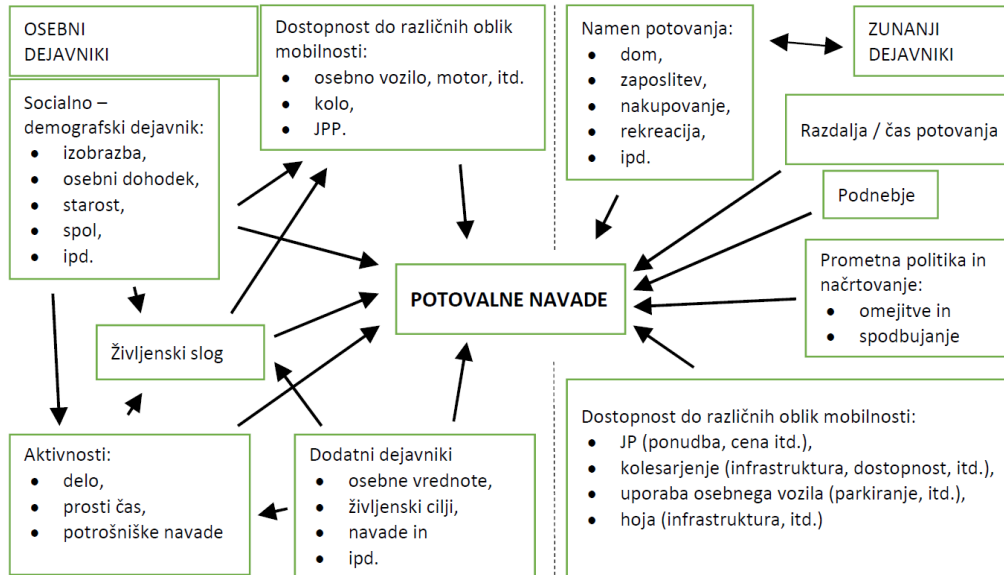 OSEBNI
DEJAVNIKI
Socialno –
demografski dejavnik:
• izobrazba,
• osebni dohodek,
• starost,
• spol,
• ipd.
Dostopnost do različnih oblik
mobilnosti:
• osebno vozilo, motor, itd.
• kolo,
• JPP.
Namen potovanja:
• dom,
• zaposlitev,
• nakupovanje,
• rekreacija,
• ipd.
ZUNANJI
DEJAVNIKI
Razdalja / čas potovanja
Podnebje
Prometna politika in
načrtovanje:
• omejitve in
• spodbujanje
POTOVALNE NAVADE
Življenski slog
Aktivnosti:
• delo,
• prosti čas,
• potrošniške navade
Dodatni dejavniki
• osebne vrednote,
• življenski cilji,
• navade in
• ipd.
Dostopnost do različnih oblik mobilnosti:
• JP (ponudba, cena itd.),
• kolesarjenje (infrastruktura, dostopnost, itd.),
• uporaba osebnega vozila (parkiranje, itd.),
• hoja (infrastruktura, itd.)